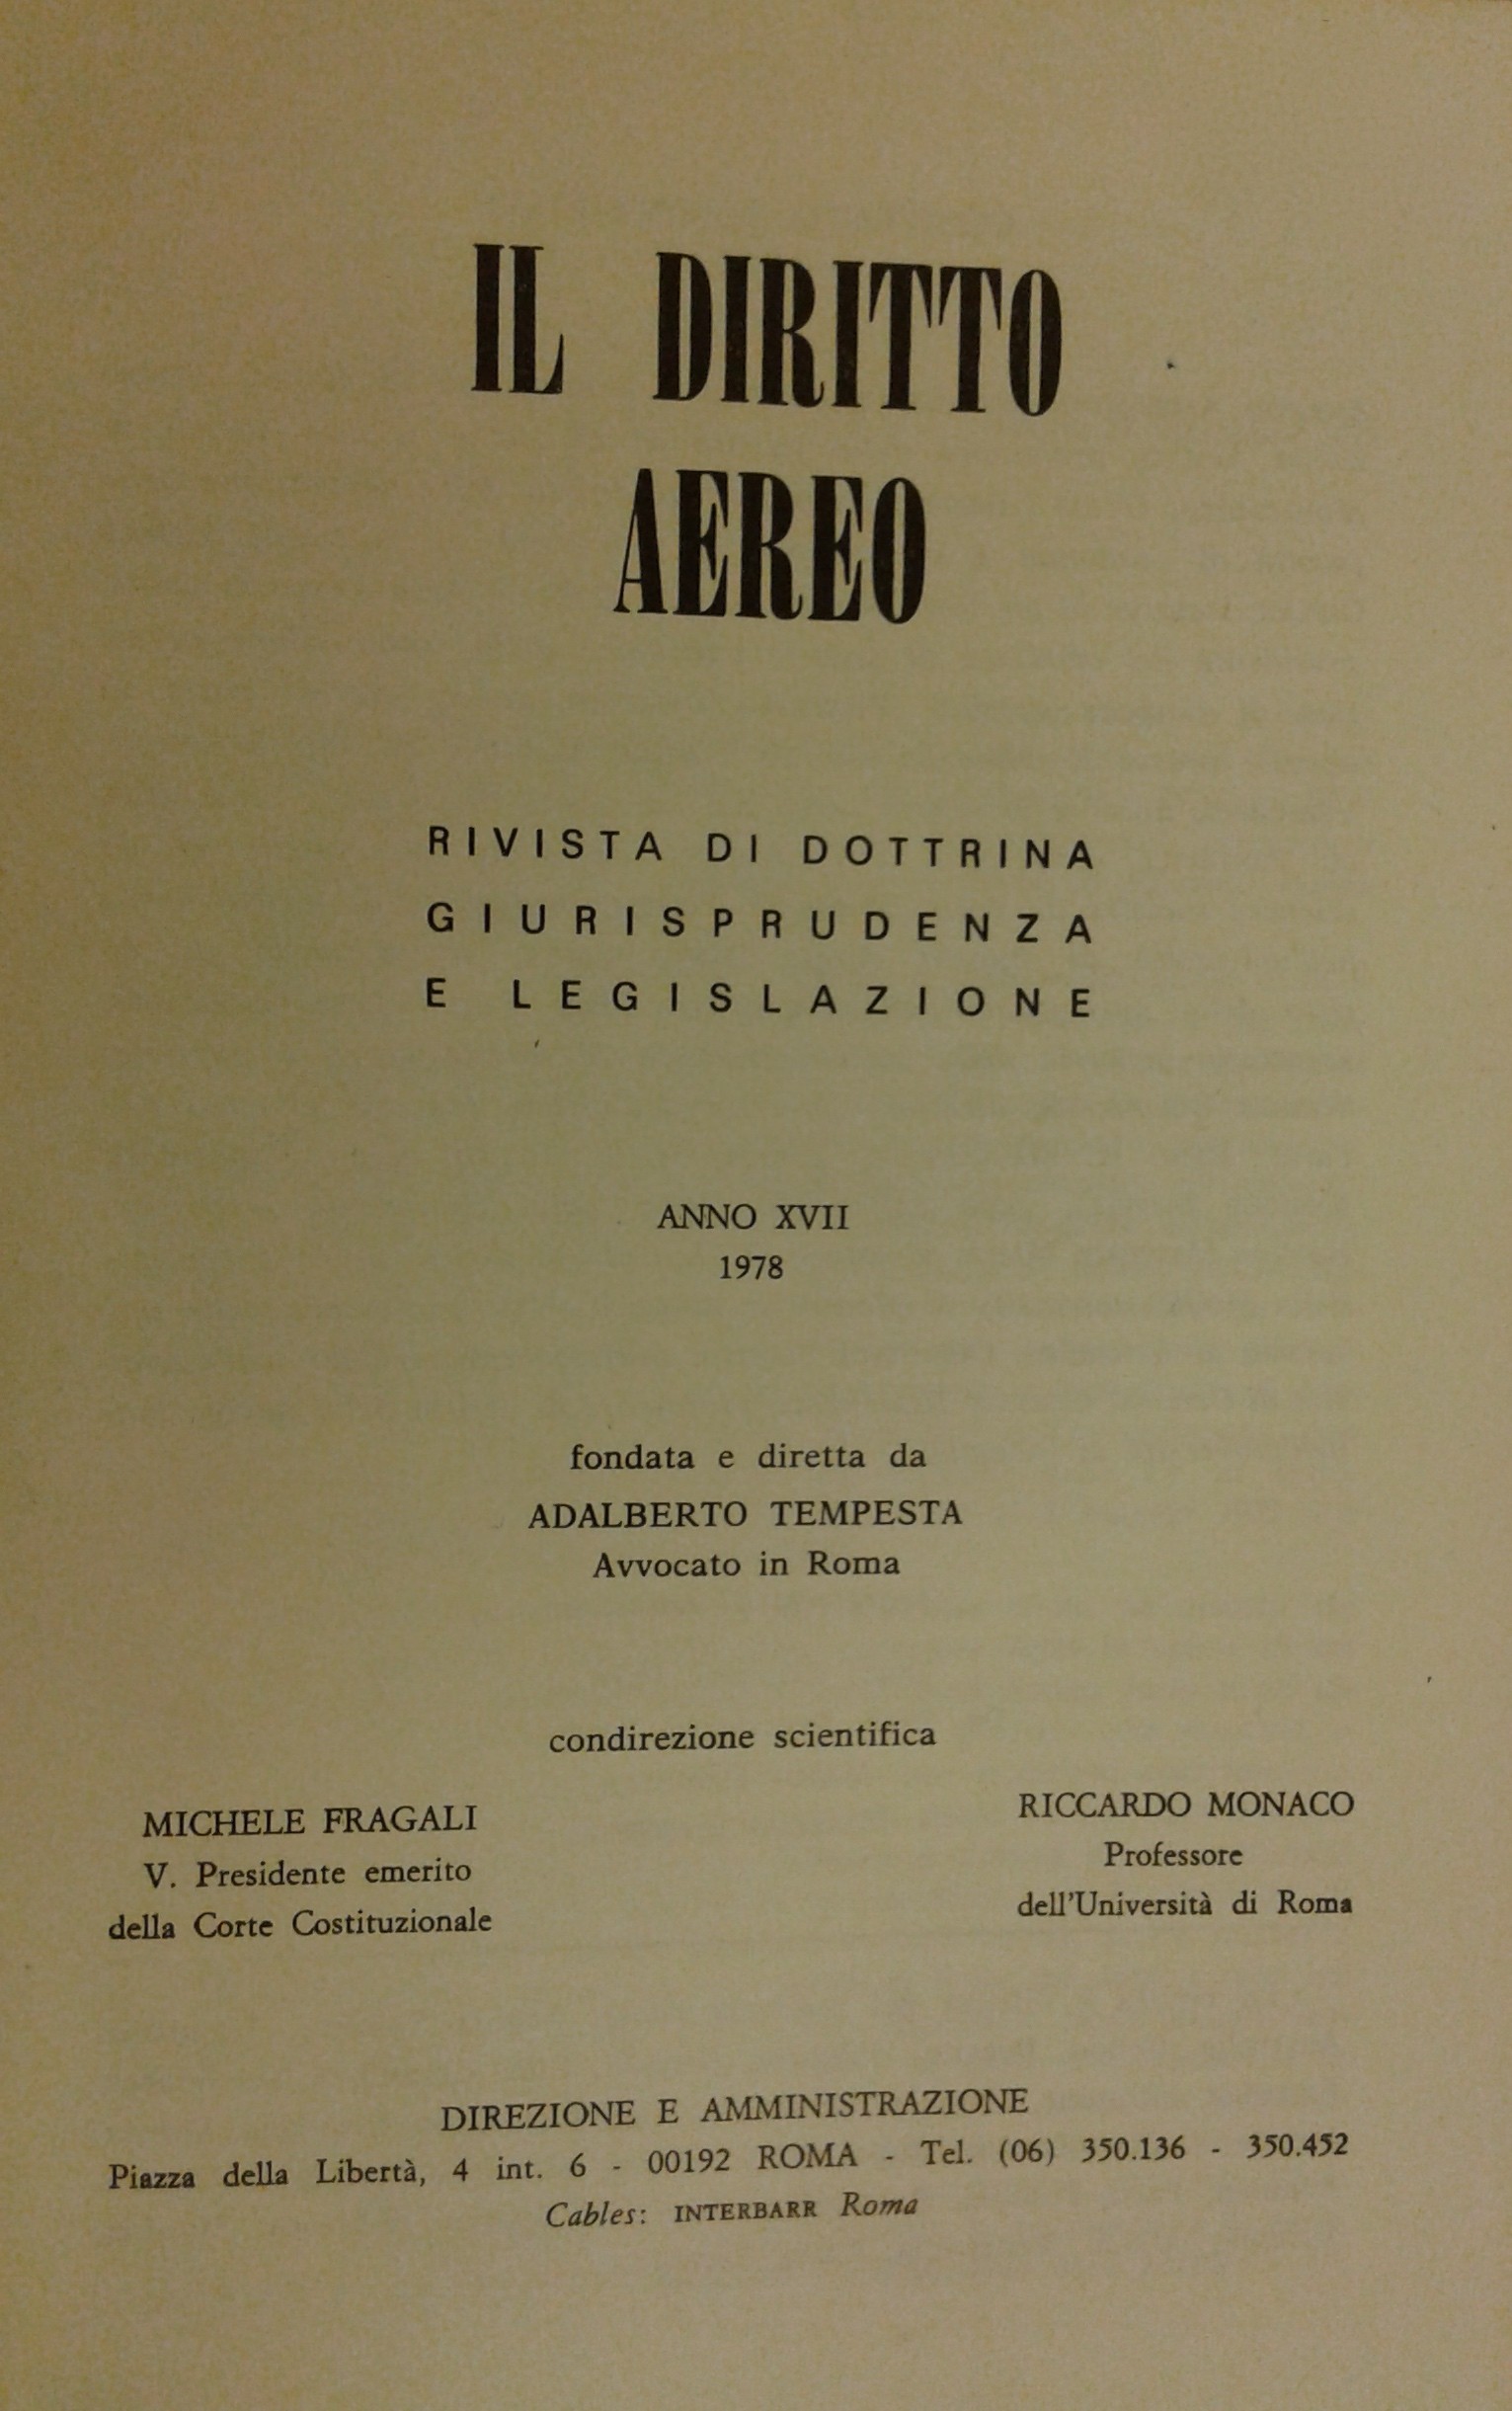 IL DIRITTO
AEREO
RIVISTA DI DOTTRINA
GIURISPRUDENZA
E LEGISLAZIONE
ANNO XVII
1978
fondata e diretta da
ADALBERTO TEMPESTA
Avvocato in Roma
condirezione scientifica
MICHELE FRAGALI
V. Presidente emerito
della Corte Costituzionale
RICCARDO MONACO
Professore
dell'Università di Roma
DIREZIONE E AMMINISTRAZIONE
Piazza della Libertà, 4 int. 6 - 00192 ROMA - Tel. (06) 350.136 - 350.452
Cables: INTERBARR Roma